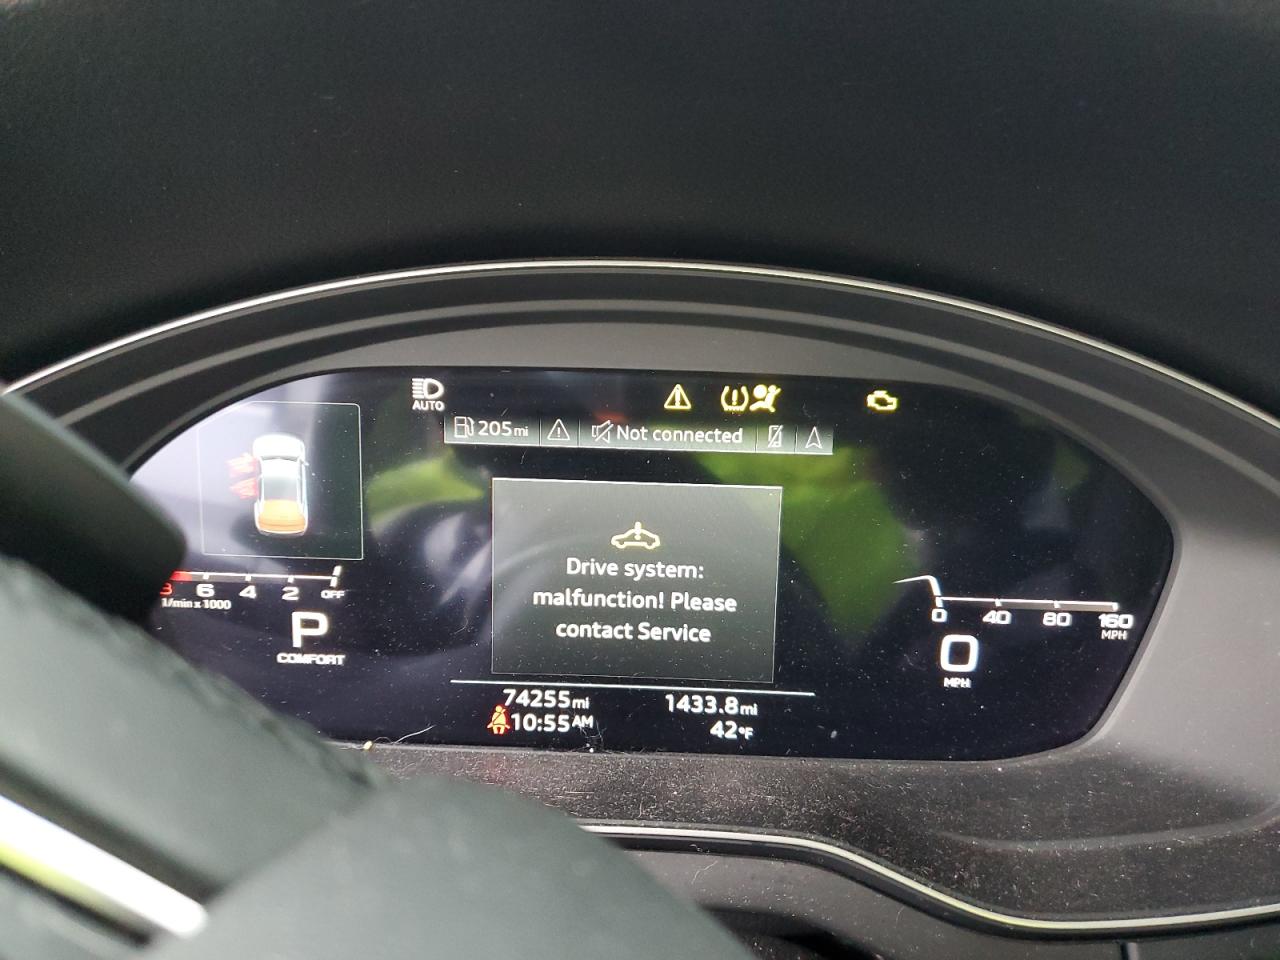 AUTO
205mi
Not connected
Drive system:
malfunction! Please
contact Service
8 6 4 2 OFF
1/min x 1000
P
COMFORT
0 40 80 160
MPH
0
MPH
74255mi 1433.8mi
10:55AM 42°F